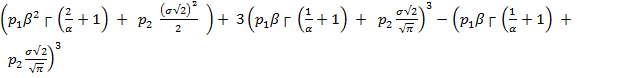 (p₁β² Γ(2/α + 1) + p₂ (σ√2)²/2 ) + 3(p₁β Γ(1/α + 1) + p₂ σ√2/√π)³ − (p₁β Γ(1/α + 1) +
p₂ σ√2/√π)³